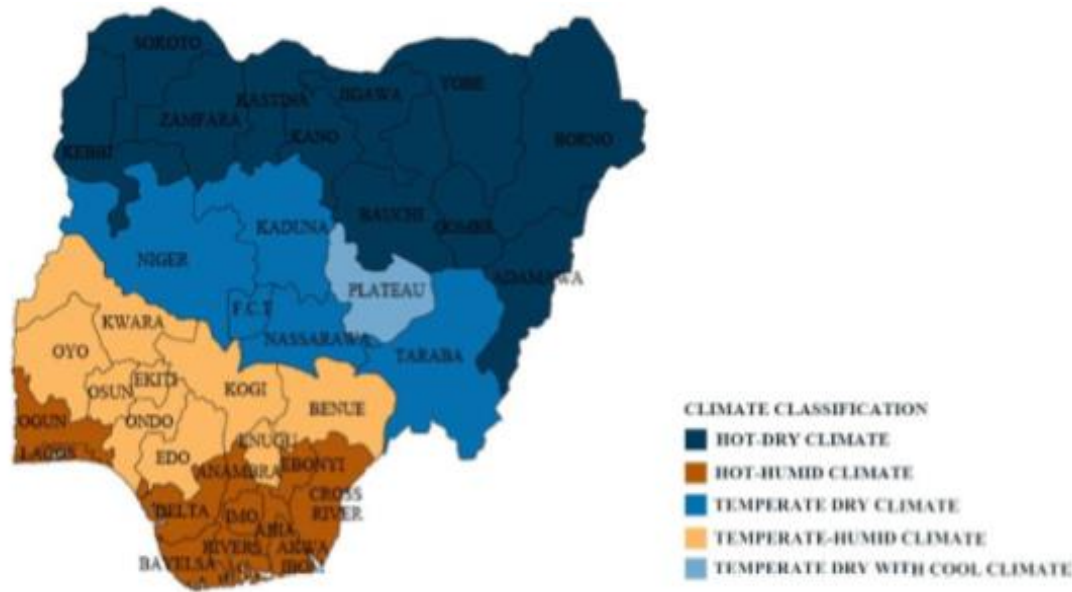 SOKOTO
YOBE
KASTINA
JIGAWA
ZAMFARA
KANO
BORNO
KEBBI
BAUCHI
GOMBE
KADUNA
NIGER
ADAMAWA
PLATEAU
F.C.T
KWARA
NASSARAWA
OYO
TARABA
EKITI
OSUN
KOGI
BENUE
OGUN
ONDO
ENUGU
LAGOS
EDO
ANAMBRA
EBONYI
DELTA
IMO
CROSS
RIVER
ABIA
RIVERS
AKWA
BAYELSA
IBOM
CLIMATE CLASSIFICATION
HOT-DRY CLIMATE
HOT-HUMID CLIMATE
TEMPERATE DRY CLIMATE
TEMPERATE-HUMID CLIMATE
TEMPERATE DRY WITH COOL CLIMATE